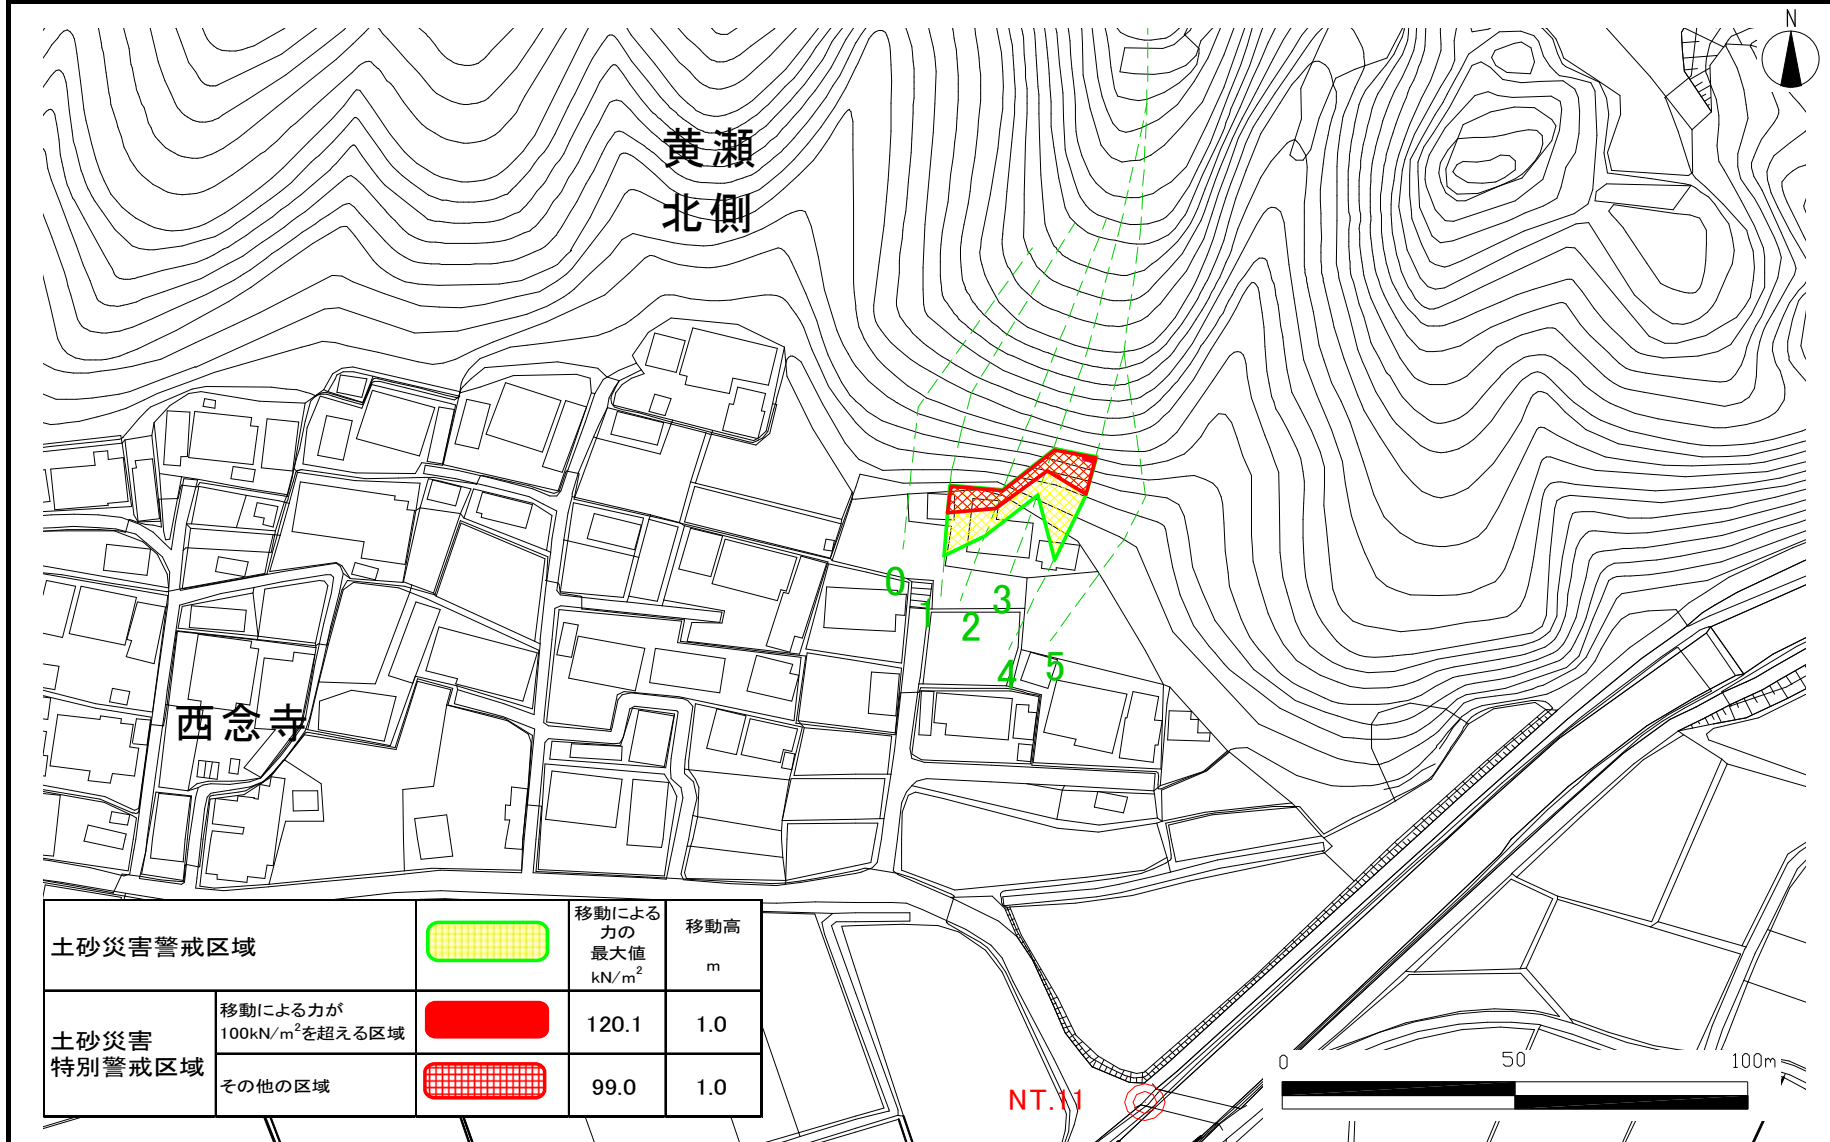 N
黄瀬
北側
0
1
2
3
4
5
西念寺
土砂災害警戒区域
移動による
力の
最大値
kN/m²
移動高
m
土砂災害
特別警戒区域
移動による力が
100kN/m²を超える区域
120.1
1.0
その他の区域
99.0
1.0
NT.11
0 50 100m